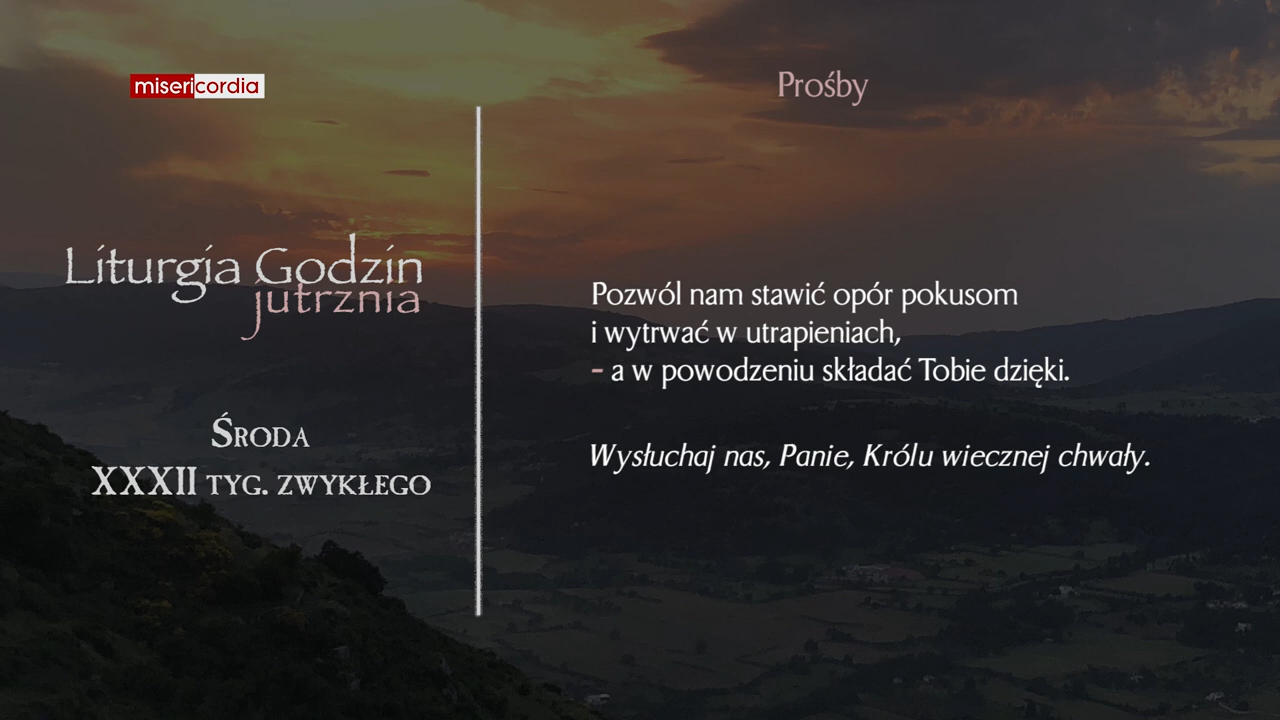 misericordia
Liturgia Godzin
jutrznia
Środa
XXXII tyg. zwykłego
Prośby
Pozwól nam stawić opór pokusom
i wytrwać w utrapieniach,
- a w powodzeniu składać Tobie dzięki.
Wysłuchaj nas, Panie, Królu wiecznej chwały.